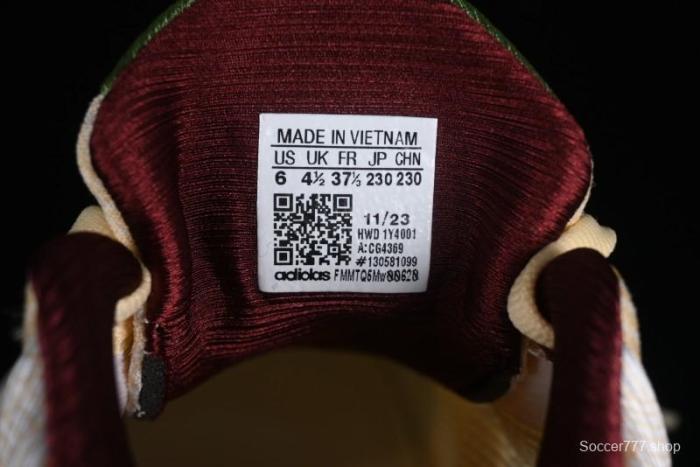 MADE IN VIETNAM
US UK FR JP CHN
6 4½ 37⅓ 230 230
11/23
HWD 1Y4001
A:CG4369
#130581099
adidas FMMTQ5Mw00620
Soccer777.shop